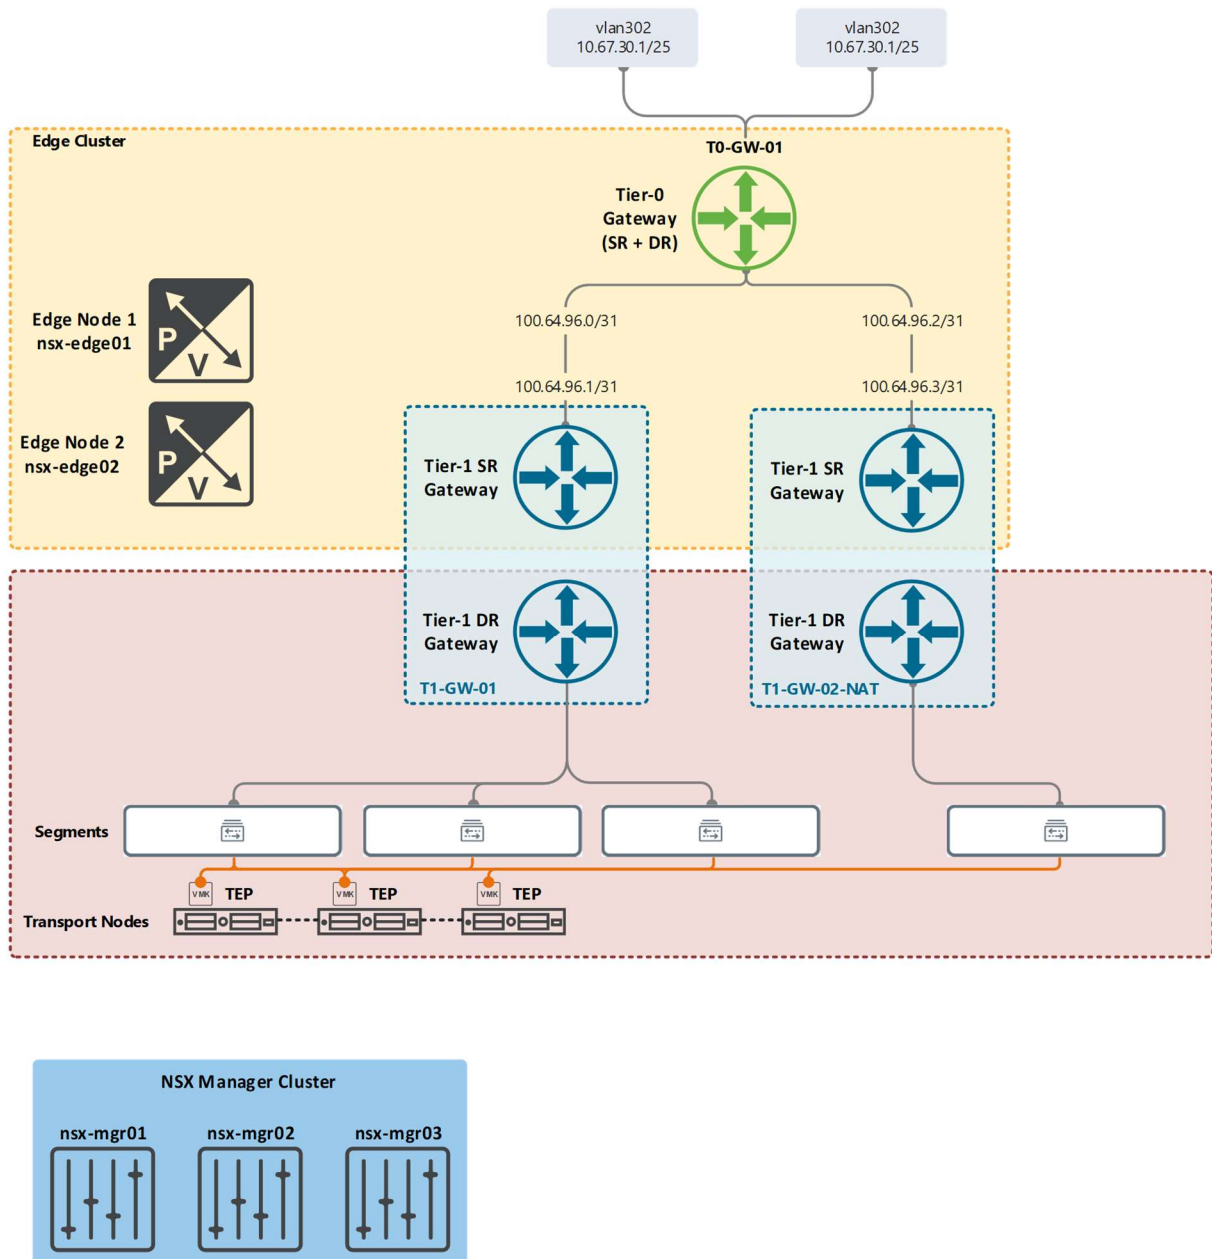 vlan302
10.67.30.1/25
vlan302
10.67.30.1/25
Edge Cluster
T0-GW-01
Tier-0
Gateway
(SR + DR)
Edge Node 1
nsx-edge01
P
V
100.64.96.0/31
100.64.96.2/31
100.64.96.1/31
100.64.96.3/31
Edge Node 2
nsx-edge02
P
V
Tier-1 SR
Gateway
Tier-1 SR
Gateway
Tier-1 DR
Gateway
T1-GW-01
Tier-1 DR
Gateway
T1-GW-02-NAT
Segments
VMK
TEP
VMK
TEP
VMK
TEP
Transport Nodes
NSX Manager Cluster
nsx-mgr01
nsx-mgr02
nsx-mgr03